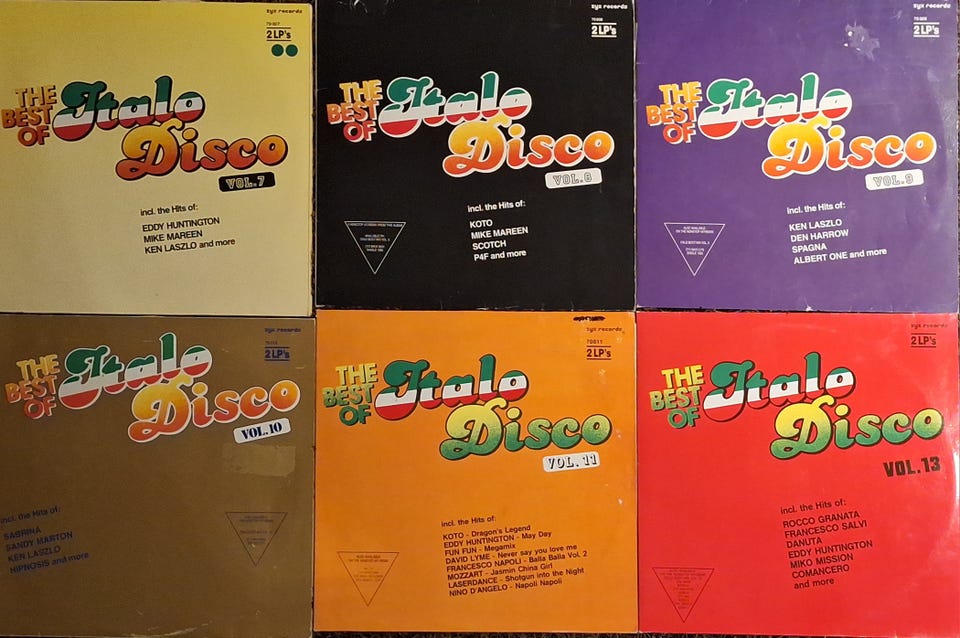 zyx records
2 LP's
THE BEST OF Italo Disco
VOL.7
incl. the Hits of:
EDDY HUNTINGTON
MIKE MAREEN
KEN LASZLO and more
zyx records
2 LP's
THE BEST OF Italo Disco
VOL.8
incl. the Hits of:
KOTO
MIKE MAREEN
SCOTCH
P4F and more
zyx records
2 LP's
THE BEST OF Italo Disco
VOL.9
incl. the Hits of:
KEN LASZLO
DEN HARROW
SPAGNA
ALBERT ONE and more
zyx records
2 LP's
THE BEST OF Italo Disco
VOL.10
incl. the Hits of:
SABRINA
SANDY MARTON
KEN LASZLO
HIPNOSIS and more
zyx records
70011
2 LP's
THE BEST OF Italo Disco
VOL. 11
incl. the Hits of:
KOTO - Dragon's Legend
EDDY HUNTINGTON - May Day
FUN FUN - Megamix
DAVID LYME - Never say you love me
FRANCESCO NAPOLI - Balla Balla Vol. 2
MOZZART - Jasmin China Girl
LASERDANCE - Shotgun into the Night
NINO D'ANGELO - Napoli Napoli
zyx records
2 LP's
THE BEST OF Italo Disco
VOL. 13
incl. the Hits of:
ROCCO GRANATA
FRANCESCO SALVI
DANUTA
EDDY HUNTINGTON
MIKO MISSION
COMANCERO
and more